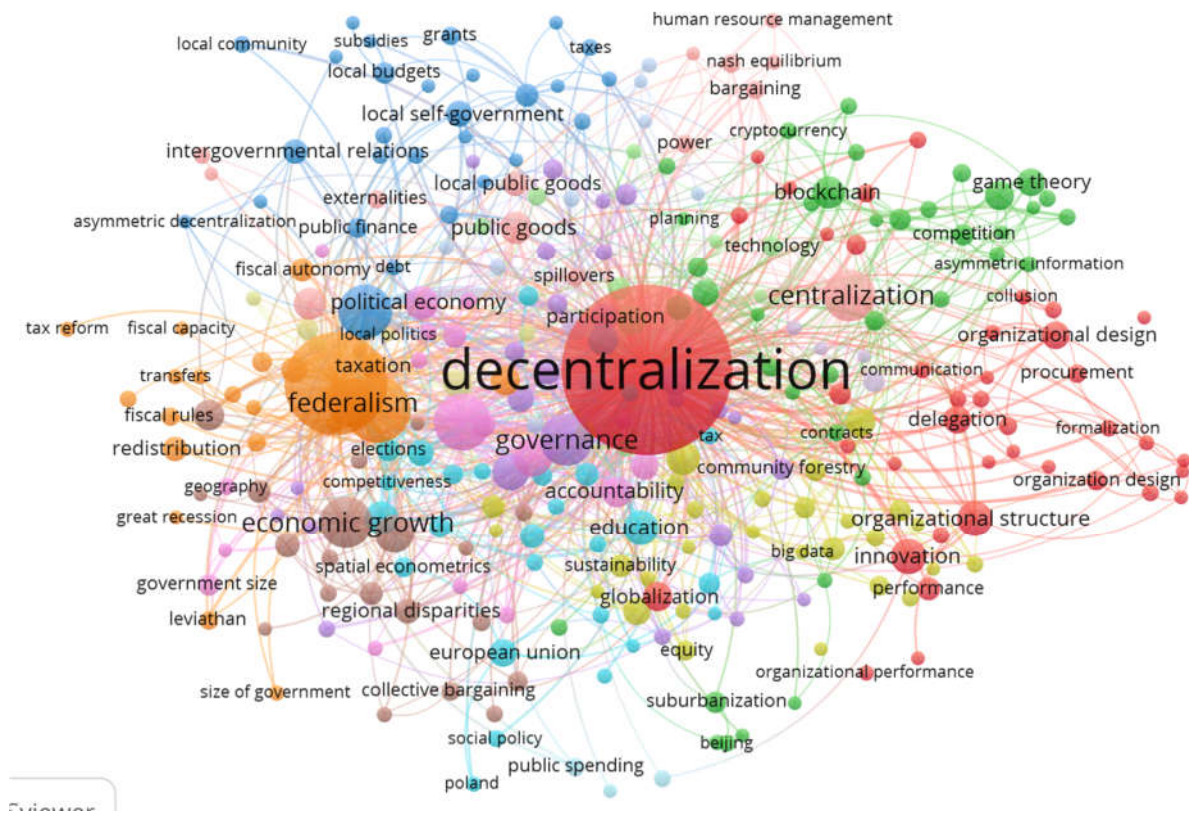 human resource management
local community
subsidies
grants
taxes
nash equilibrium
local budgets
bargaining
local self-government
cryptocurrency
power
intergovernmental relations
local public goods
blockchain
game theory
externalities
asymmetric decentralization
public finance
public goods
planning
technology
competition
fiscal autonomy
debt
spillovers
asymmetric information
political economy
centralization
collusion
participation
tax reform
fiscal capacity
local politics
organizational design
taxation
decentralization
communication
transfers
procurement
federalism
fiscal rules
delegation
formalization
redistribution
elections
governance
tax
contracts
geography
competitiveness
community forestry
organization design
accountability
great recession
economic growth
education
organizational structure
big data
innovation
spatial econometrics
sustainability
government size
globalization
performance
leviathan
regional disparities
european union
equity
organizational performance
size of government
collective bargaining
suburbanization
social policy
beijing
public spending
poland